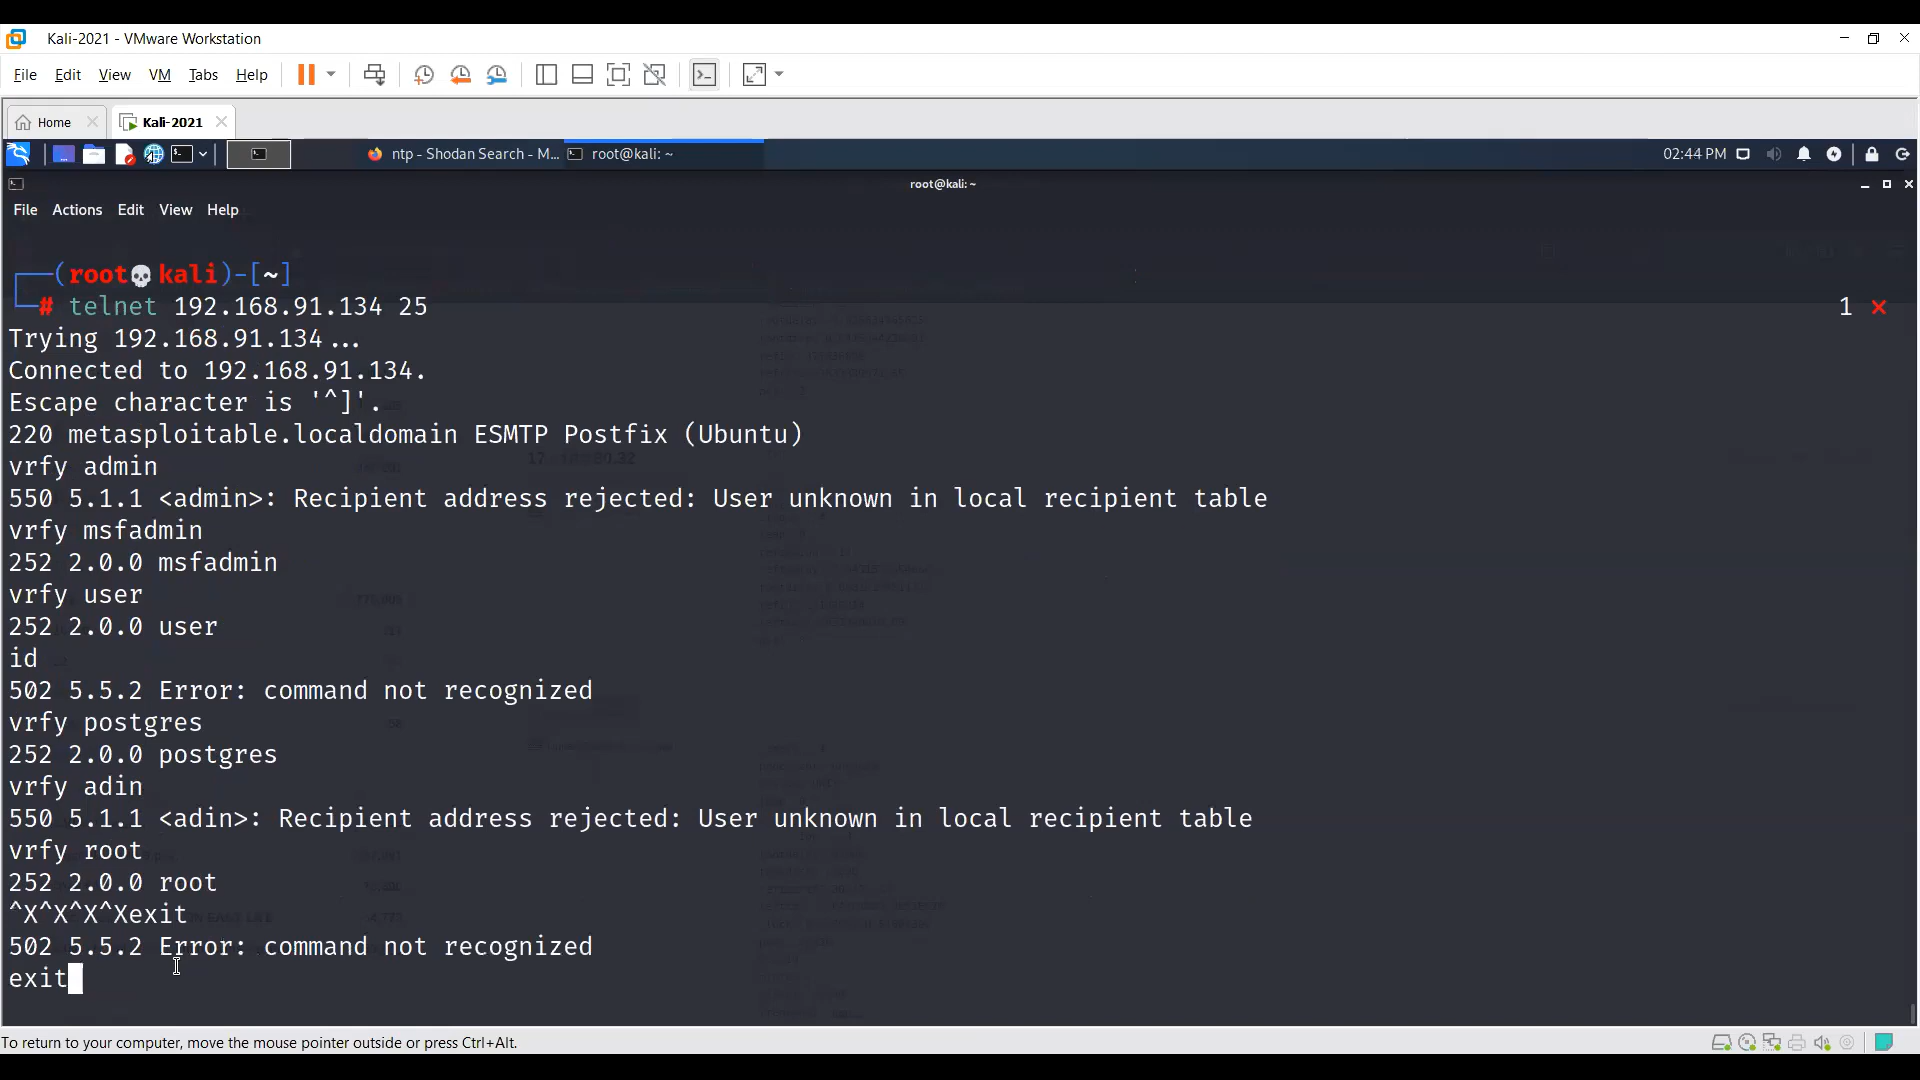 Kali-2021 - VMware Workstation
File Edit View VM Tabs Help
Home Kali-2021
ntp - Shodan Search - M... root@kali: ~ 02:44 PM
root@kali: ~
File Actions Edit View Help
(root💀kali)-[~]
# telnet 192.168.91.134 25 1 ×
Trying 192.168.91.134...
Connected to 192.168.91.134.
Escape character is '^]'.
220 metasploitable.localdomain ESMTP Postfix (Ubuntu)
vrfy admin
550 5.1.1 <admin>: Recipient address rejected: User unknown in local recipient table
vrfy msfadmin
252 2.0.0 msfadmin
vrfy user
252 2.0.0 user
id
502 5.5.2 Error: command not recognized
vrfy postgres
252 2.0.0 postgres
vrfy adin
550 5.1.1 <adin>: Recipient address rejected: User unknown in local recipient table
vrfy root
252 2.0.0 root
^X^X^X^Xexit
502 5.5.2 Error: command not recognized
exit
To return to your computer, move the mouse pointer outside or press Ctrl+Alt.